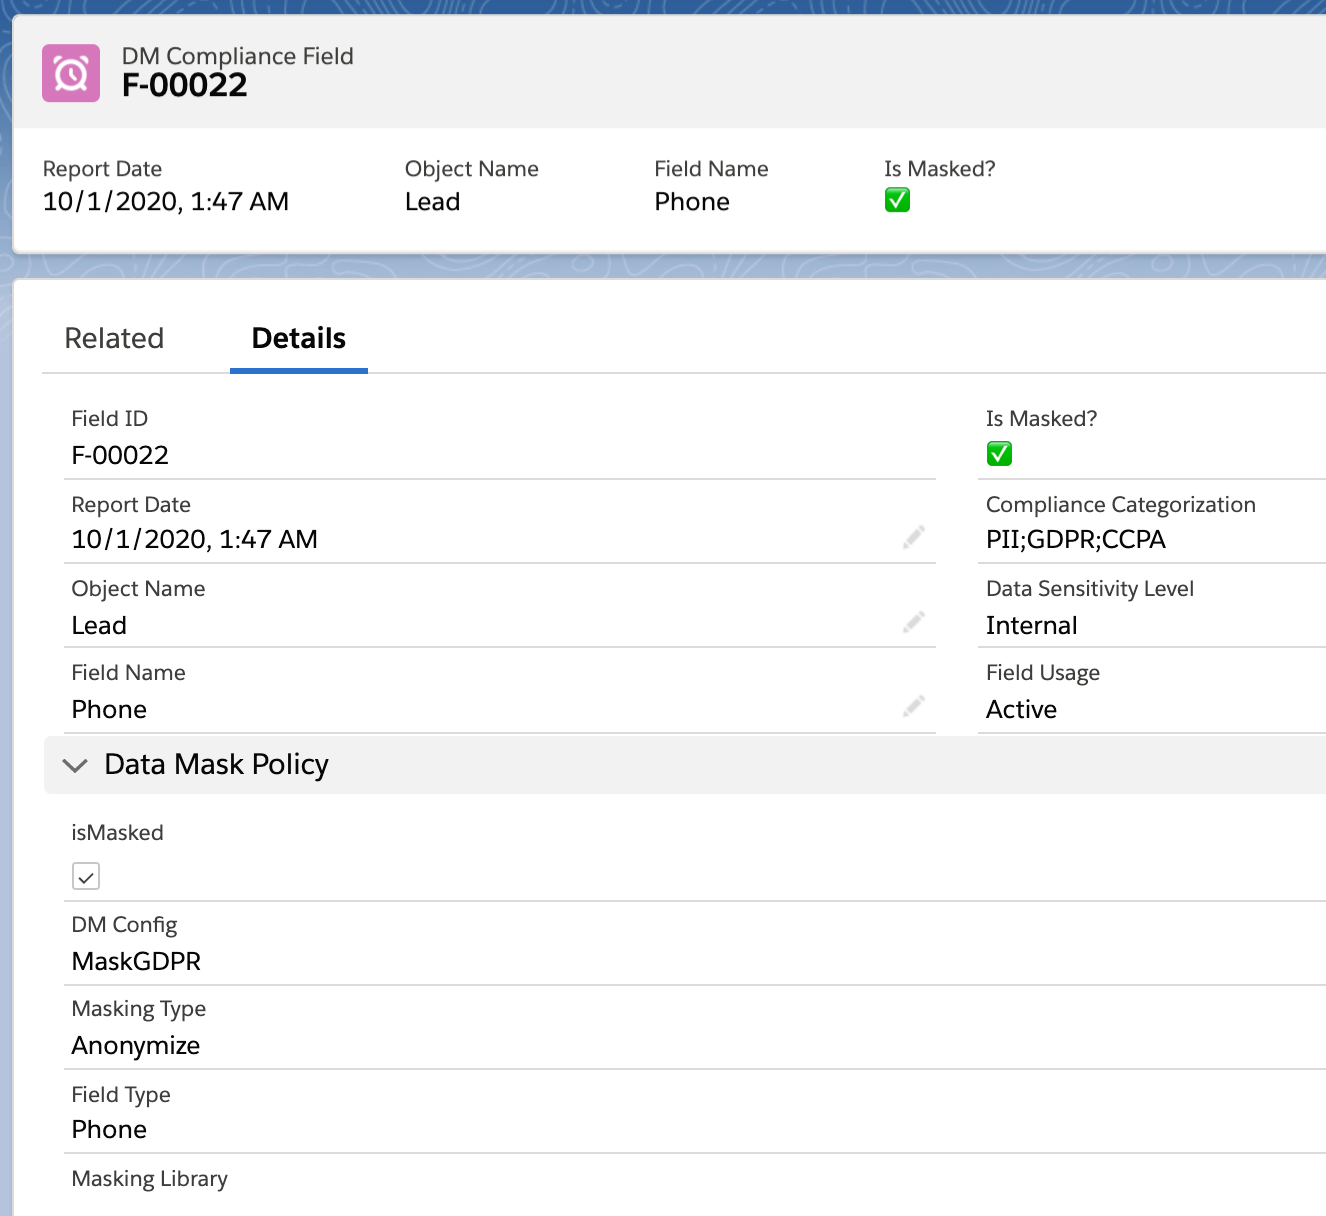 DM Compliance Field
F-00022
Report Date Object Name Field Name Is Masked?
10/1/2020, 1:47 AM Lead Phone
Related Details
Field ID Is Masked?
F-00022
Report Date Compliance Categorization
10/1/2020, 1:47 AM PII;GDPR;CCPA
Object Name Data Sensitivity Level
Lead Internal
Field Name Field Usage
Phone Active
Data Mask Policy
isMasked
DM Config
MaskGDPR
Masking Type
Anonymize
Field Type
Phone
Masking Library